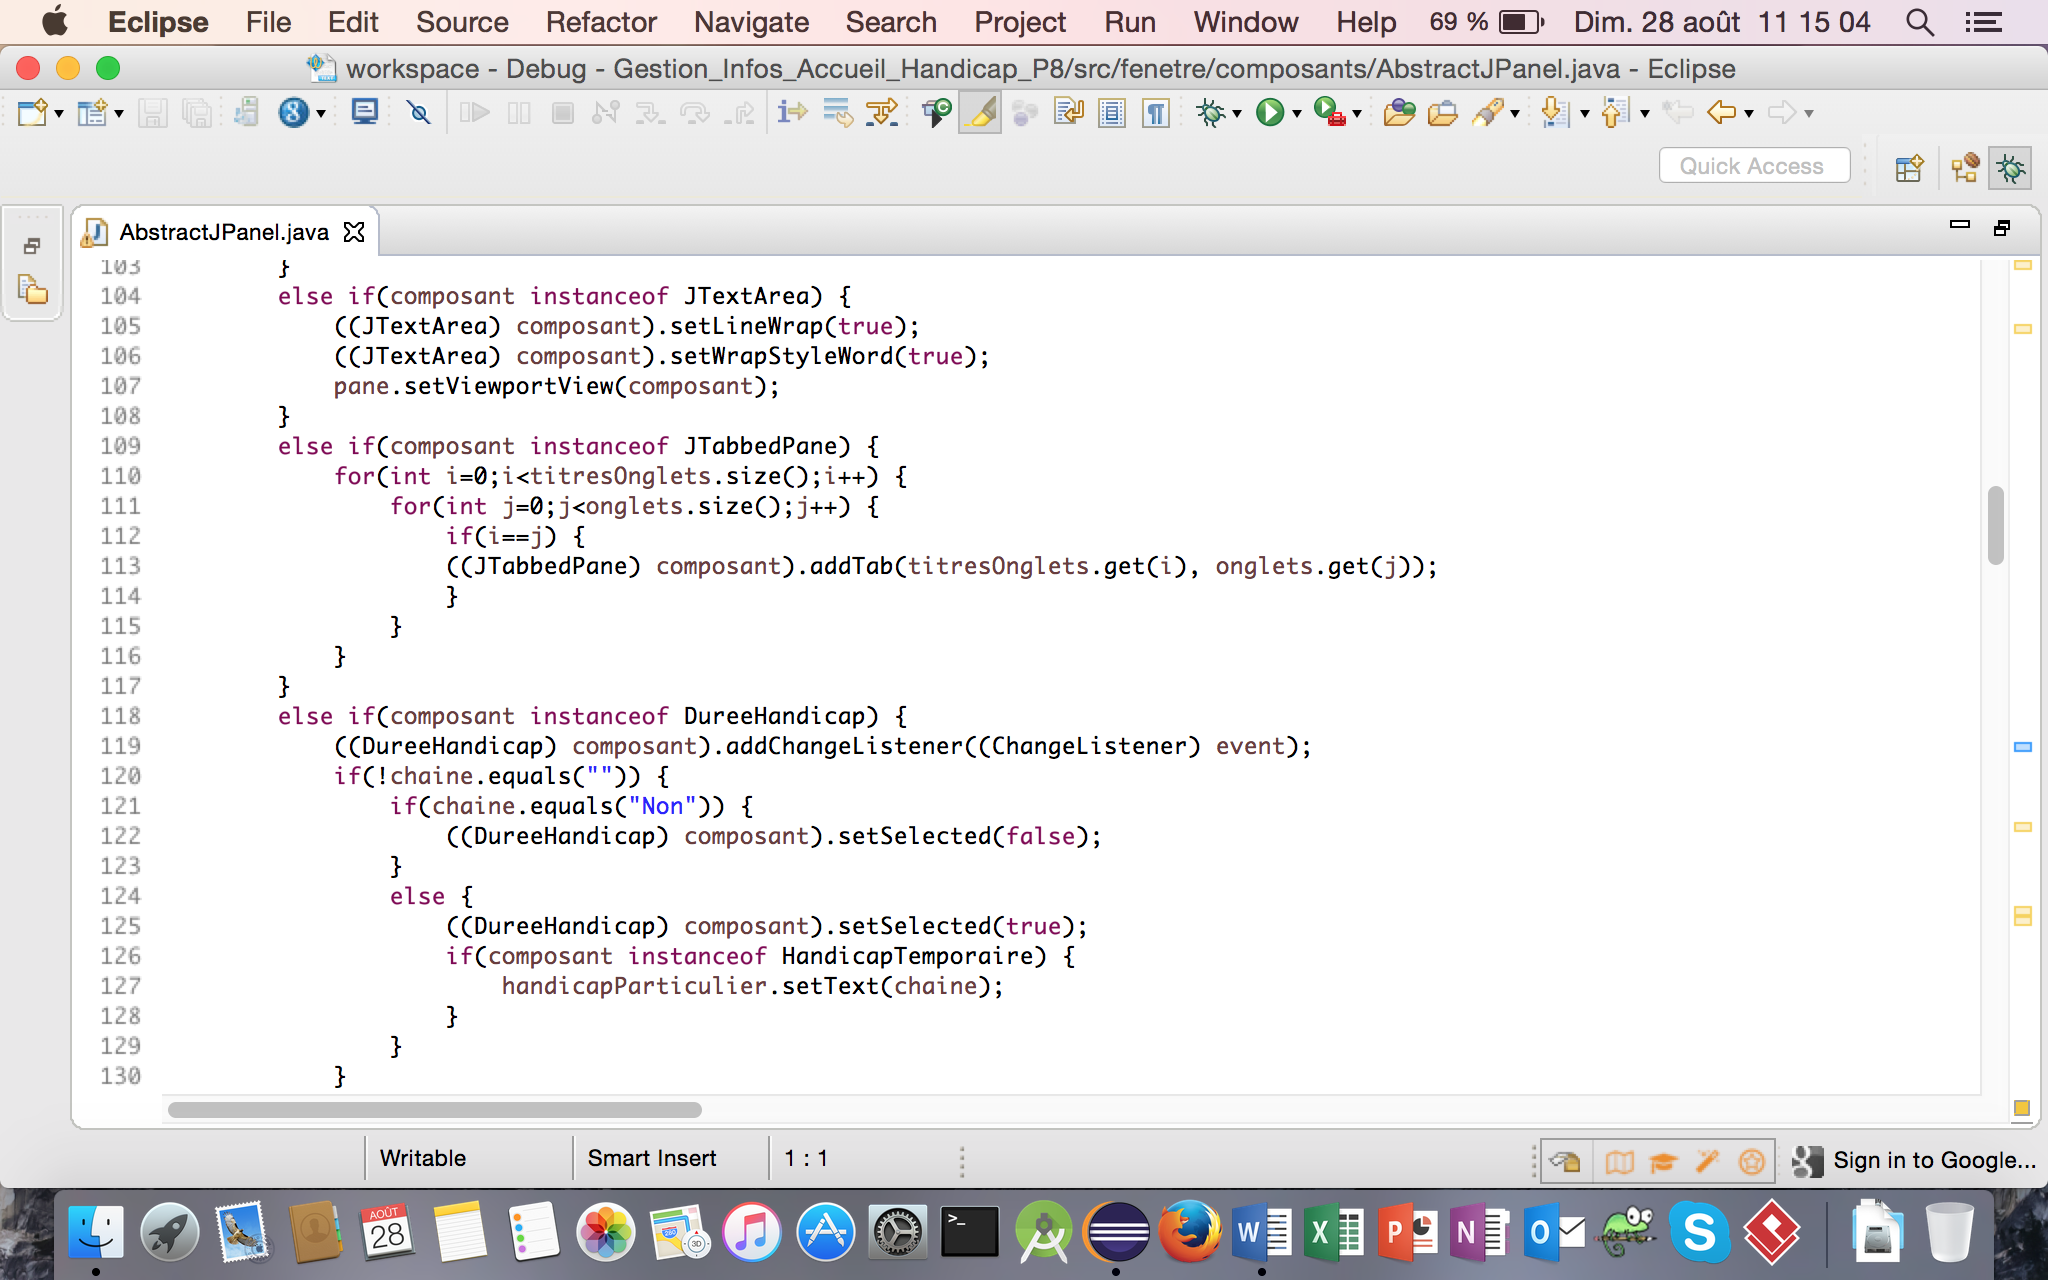 Eclipse File Edit Source Refactor Navigate Search Project Run Window Help 69 % Dim. 28 août 11 15 04
workspace - Debug - Gestion_Infos_Accueil_Handicap_P8/src/fenetre/composants/AbstractJPanel.java - Eclipse
Quick Access
AbstractJPanel.java
103 }
104 else if(composant instanceof JTextArea) {
105 ((JTextArea) composant).setLineWrap(true);
106 ((JTextArea) composant).setWrapStyleWord(true);
107 pane.setViewportView(composant);
108 }
109 else if(composant instanceof JTabbedPane) {
110 for(int i=0;i<titresOnglets.size();i++) {
111 for(int j=0;j<onglets.size();j++) {
112 if(i==j) {
113 ((JTabbedPane) composant).addTab(titresOnglets.get(i), onglets.get(j));
114 }
115 }
116 }
117 }
118 else if(composant instanceof DureeHandicap) {
119 ((DureeHandicap) composant).addChangeListener((ChangeListener) event);
120 if(!chaine.equals("")) {
121 if(chaine.equals("Non")) {
122 ((DureeHandicap) composant).setSelected(false);
123 }
124 else {
125 ((DureeHandicap) composant).setSelected(true);
126 if(composant instanceof HandicapTemporaire) {
127 handicapParticulier.setText(chaine);
128 }
129 }
130 }
Writable Smart Insert 1 : 1 Sign in to Google...
AOÛT
28